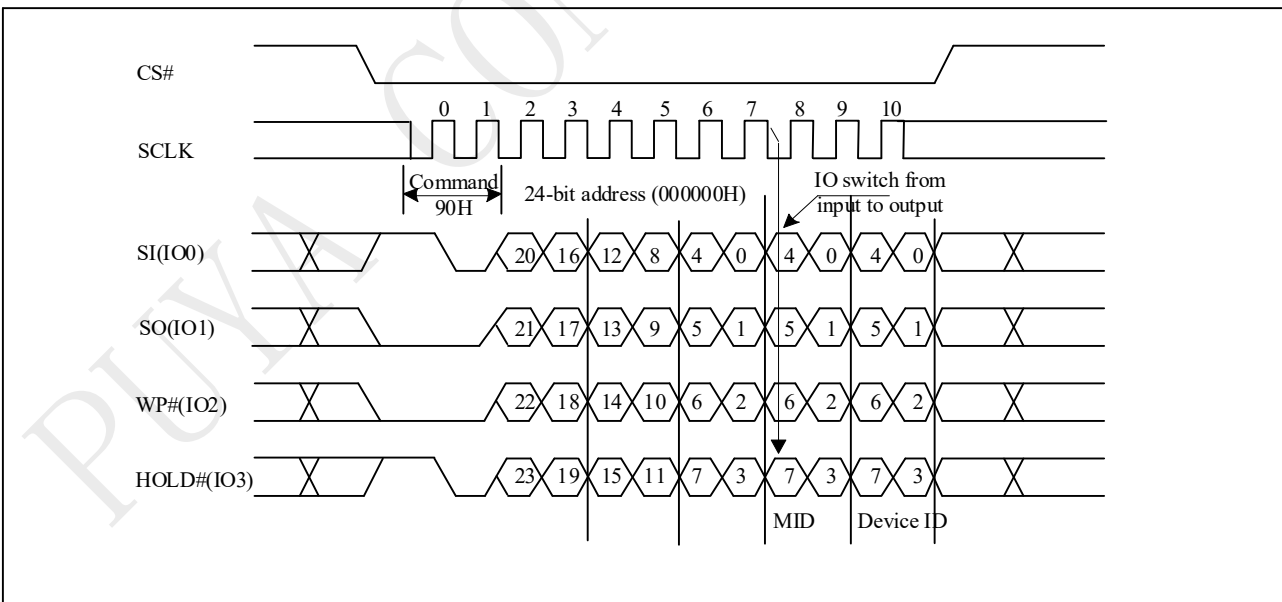 PUYA CON
CS#
0 1 2 3 4 5 6 7 8 9 10
SCLK
Command
90H
24-bit address (000000H)
IO switch from
input to output
SI(IO0)
20 16 12 8 4 0 4 0 4 0
SO(IO1)
21 17 13 9 5 1 5 1 5 1
WP#(IO2)
22 18 14 10 6 2 6 2 6 2
HOLD#(IO3)
23 19 15 11 7 3 7 3 7 3
MID
Device ID